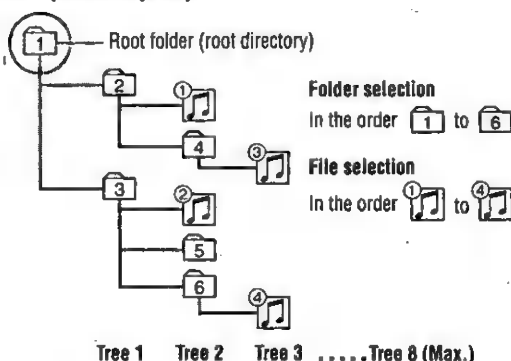 1 Root folder (root directory)
2 ①
4 ③
3 ②
5
6 ④
Folder selection
In the order 1 to 6
File selection
In the order ① to ④
Tree 1 Tree 2 Tree 3 .....Tree 8 (Max.)